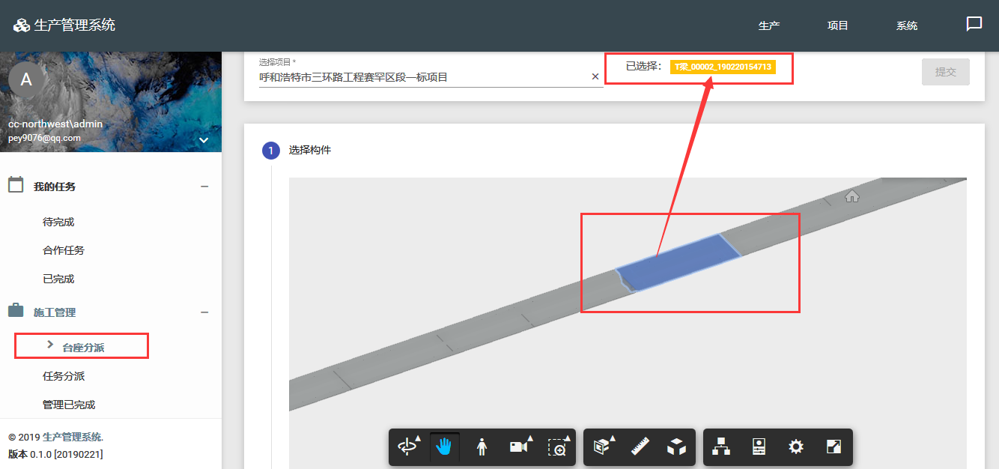 生产管理系统
生产
项目
系统
A
cc-northwest\admin
pey9076@qq.com
选择项目 *
呼和浩特市三环路工程赛罕区段一标项目
×
已选择：
T梁_00002_190220154713
提交
我的任务
待完成
合作任务
已完成
施工管理
台座分派
任务分派
管理已完成
© 2019 生产管理系统.
版本 0.1.0 [20190221]
1
选择构件